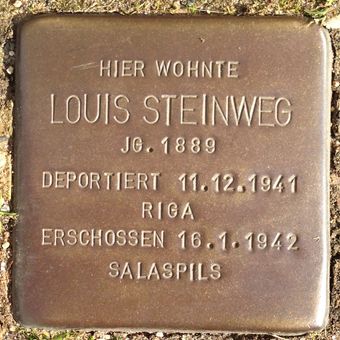 HIER WOHNTE
LOUIS STEINWEG
JG. 1889
DEPORTIERT 11.12.1941
RIGA
ERSCHOSSEN 16.1.1942
SALASPILS